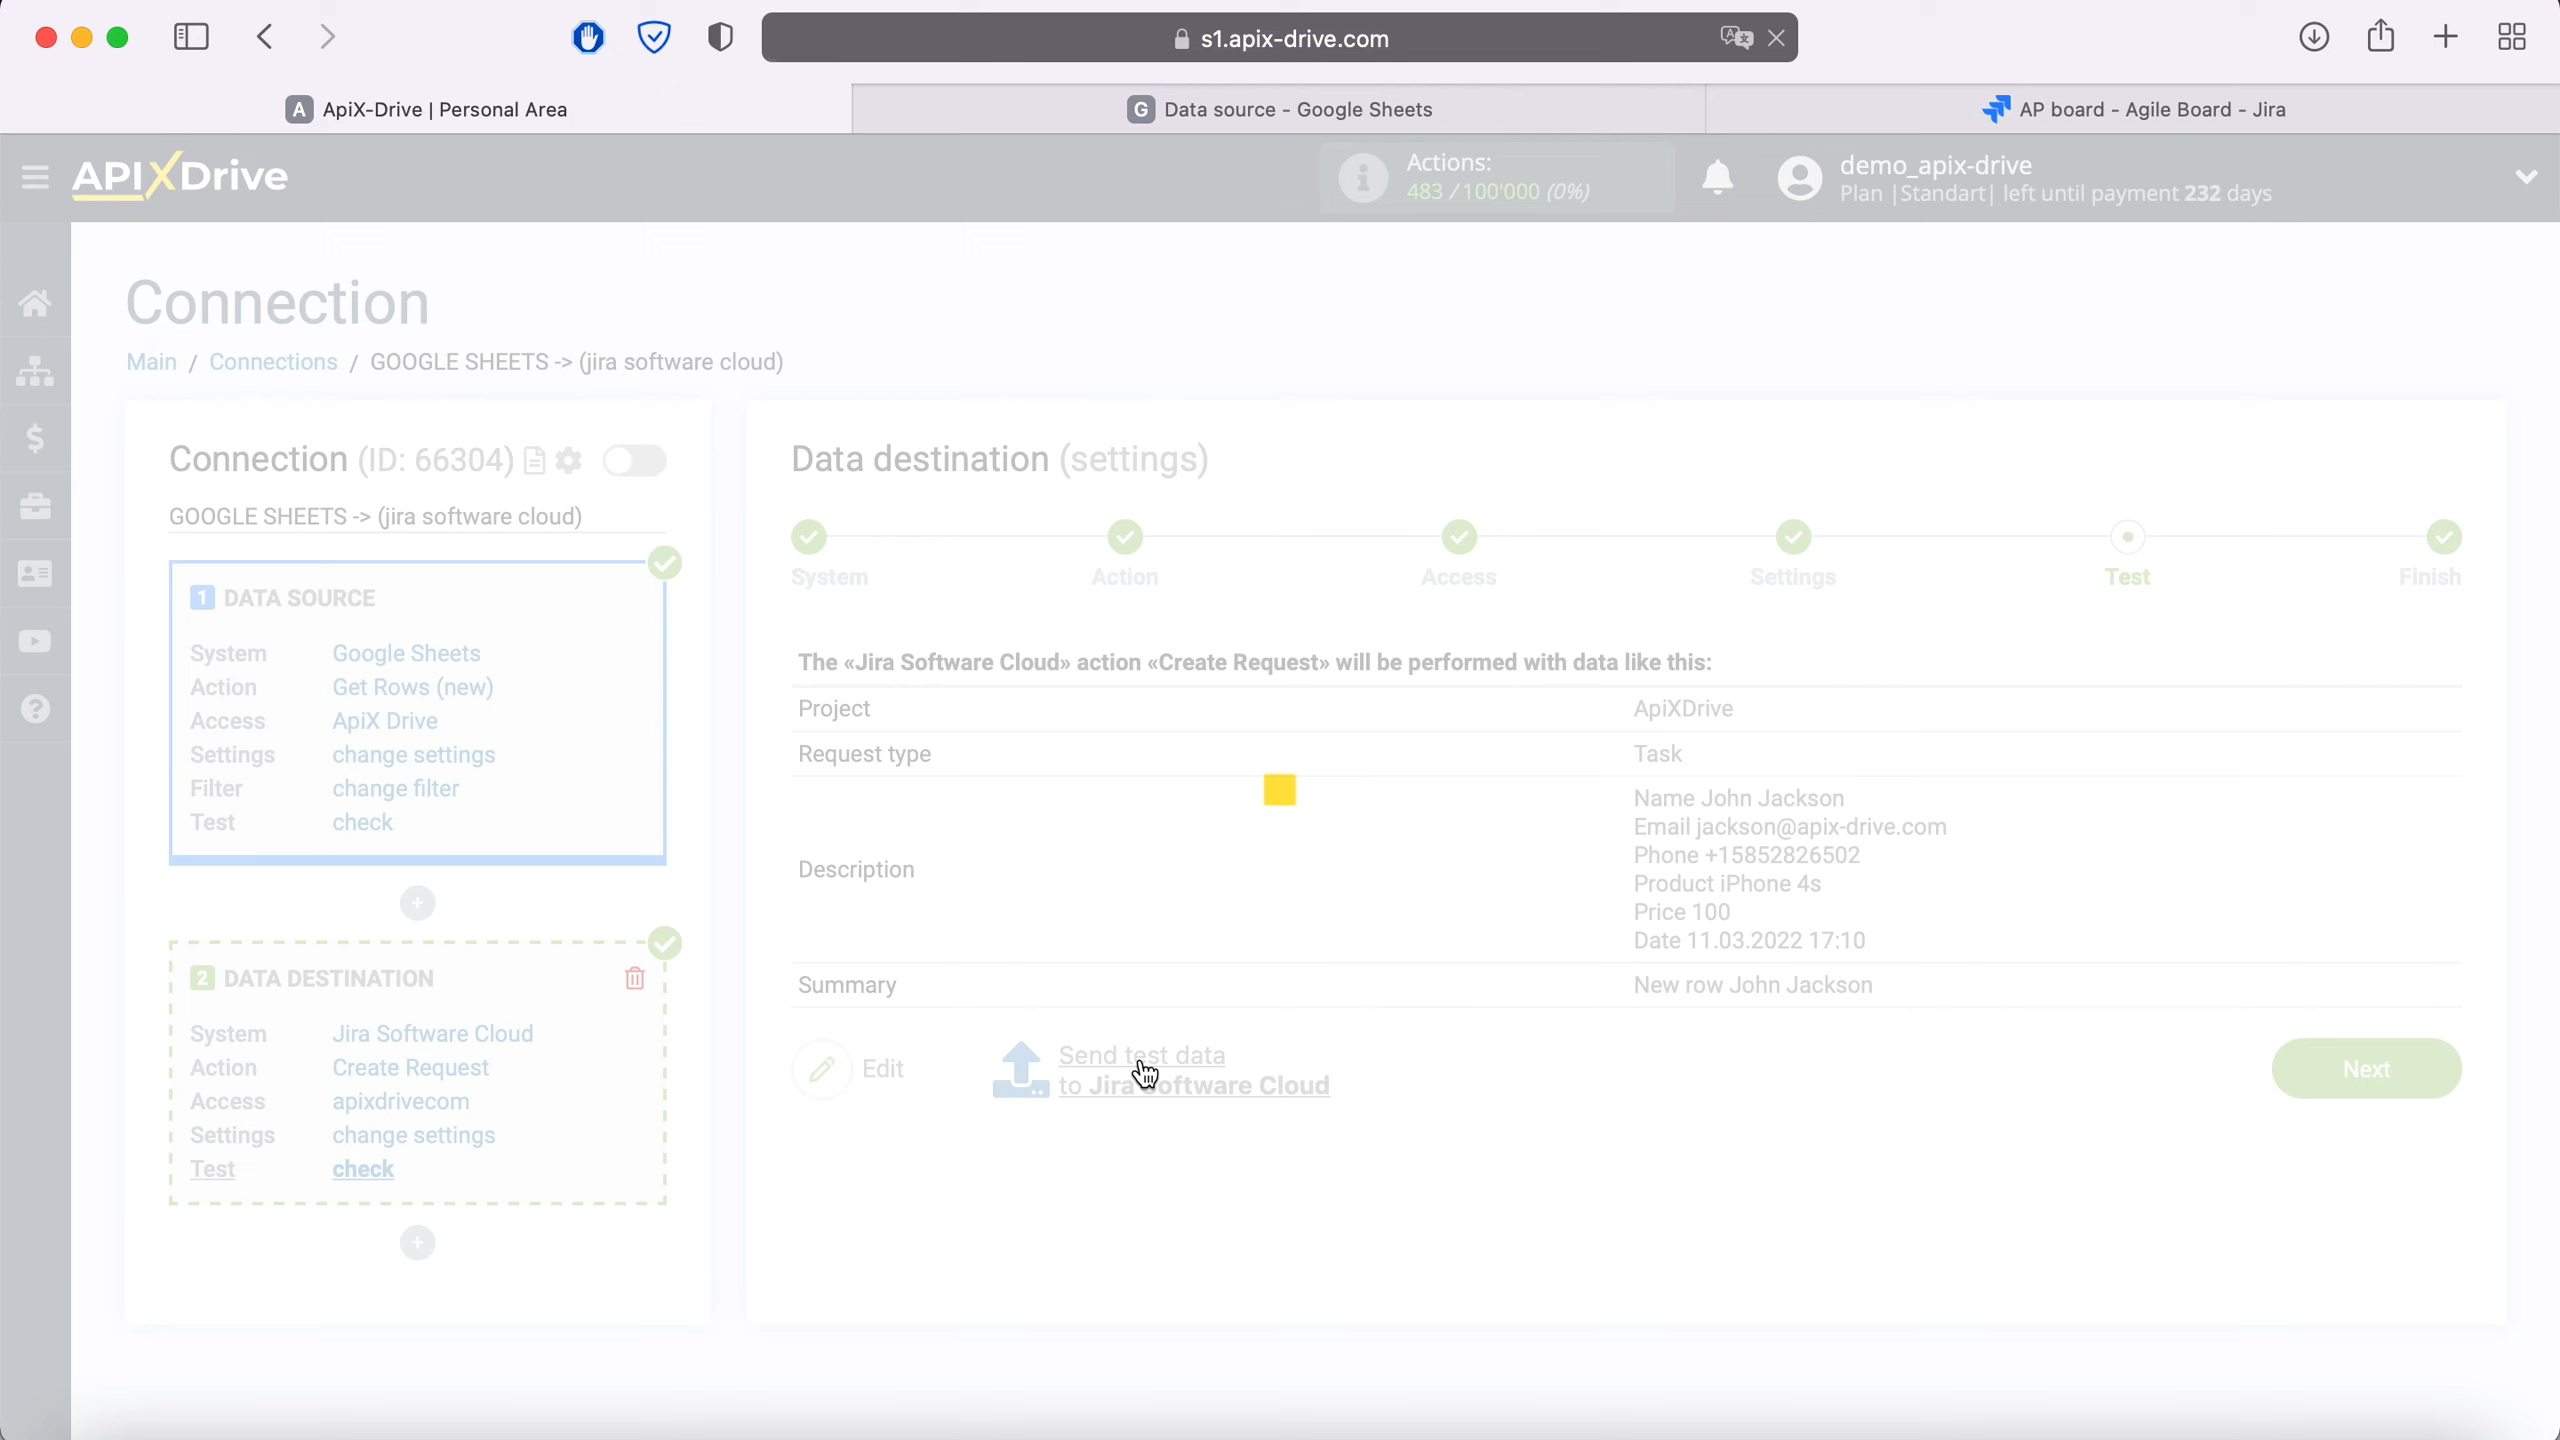 s1.apix-drive.com
A ApiX-Drive | Personal Area
G Data source - Google Sheets
AP board - Agile Board - Jira
APIXDrive
Actions:
483 / 100'000 (0%)
demo_apix-drive
Plan |Standart| left until payment 232 days
Connection
Main / Connections / GOOGLE SHEETS -> (jira software cloud)
Connection (ID: 66304)
GOOGLE SHEETS -> (jira software cloud)
1 DATA SOURCE
System Google Sheets
Action Get Rows (new)
Access ApiX Drive
Settings change settings
Filter change filter
Test check
2 DATA DESTINATION
System Jira Software Cloud
Action Create Request
Access apixdrivecom
Settings change settings
Test check
Data destination (settings)
System Action Access Settings Test Finish
The «Jira Software Cloud» action «Create Request» will be performed with data like this:
Project ApiXDrive
Request type Task
Description
Name John Jackson
Email jackson@apix-drive.com
Phone +15852826502
Product iPhone 4s
Price 100
Date 11.03.2022 17:10
Summary New row John Jackson
Edit
Send test data
to Jira Software Cloud
Next